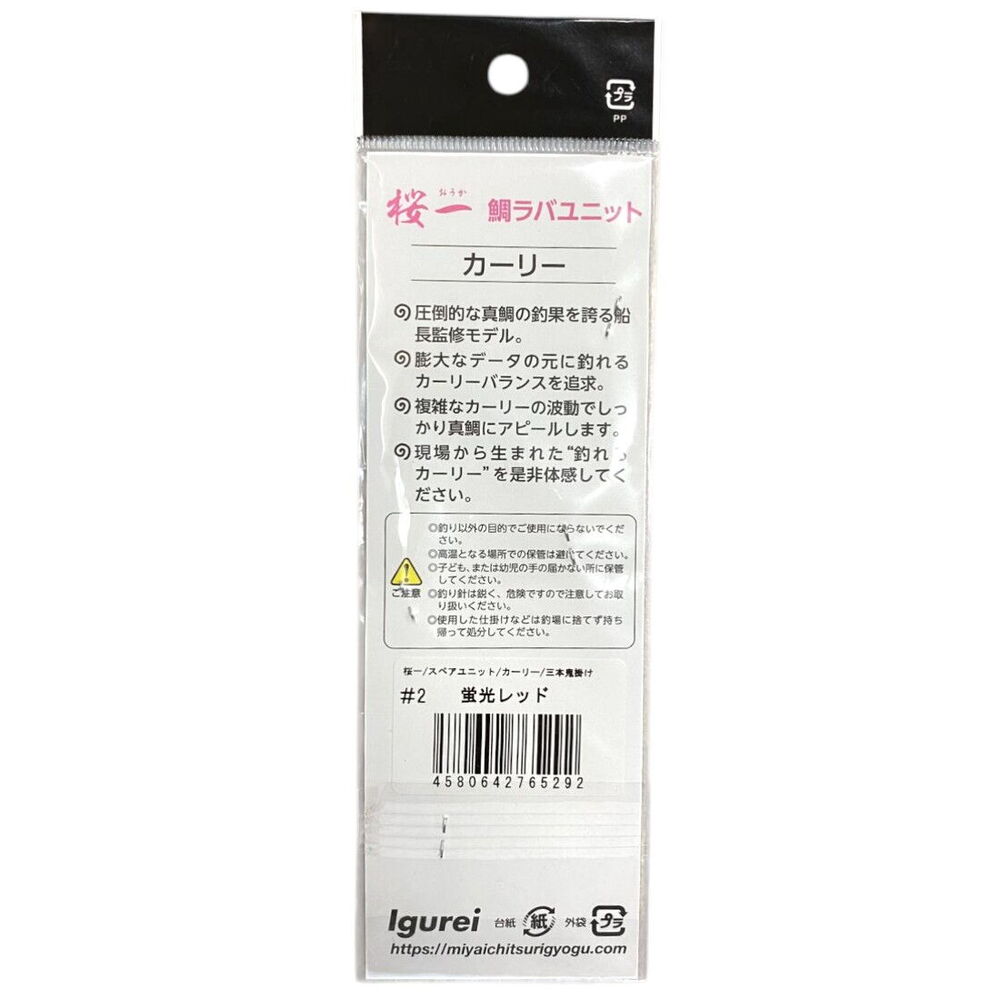 プラ
PP
おうか
桜一 鯛ラバユニット
カーリー
圧倒的な真鯛の釣果を誇る船
長監修モデル。
膨大なデータの元に釣れる
カーリーバランスを追求。
複雑なカーリーの波動でしっ
かり真鯛にアピールします。
現場から生まれた“釣れる
カーリー”を是非体感してく
ださい。
◎釣り以外の目的でご使用にならないでくだ
さい。
◎高温となる場所での保管は避けてください。
◎子ども、または幼児の手の届かない所に保管
してください。
ご注意
◎釣り針は鋭く、危険ですので注意してお取
り扱いください。
◎使用した仕掛けなどは釣場に捨てず持ち
帰って処分してください。
桜一/スペアユニット/カーリー/三本鬼掛け
#2 蛍光レッド
4580642765292
Igurei 台紙 紙 外袋 プラ
https://miyaichitsurigyogu.com